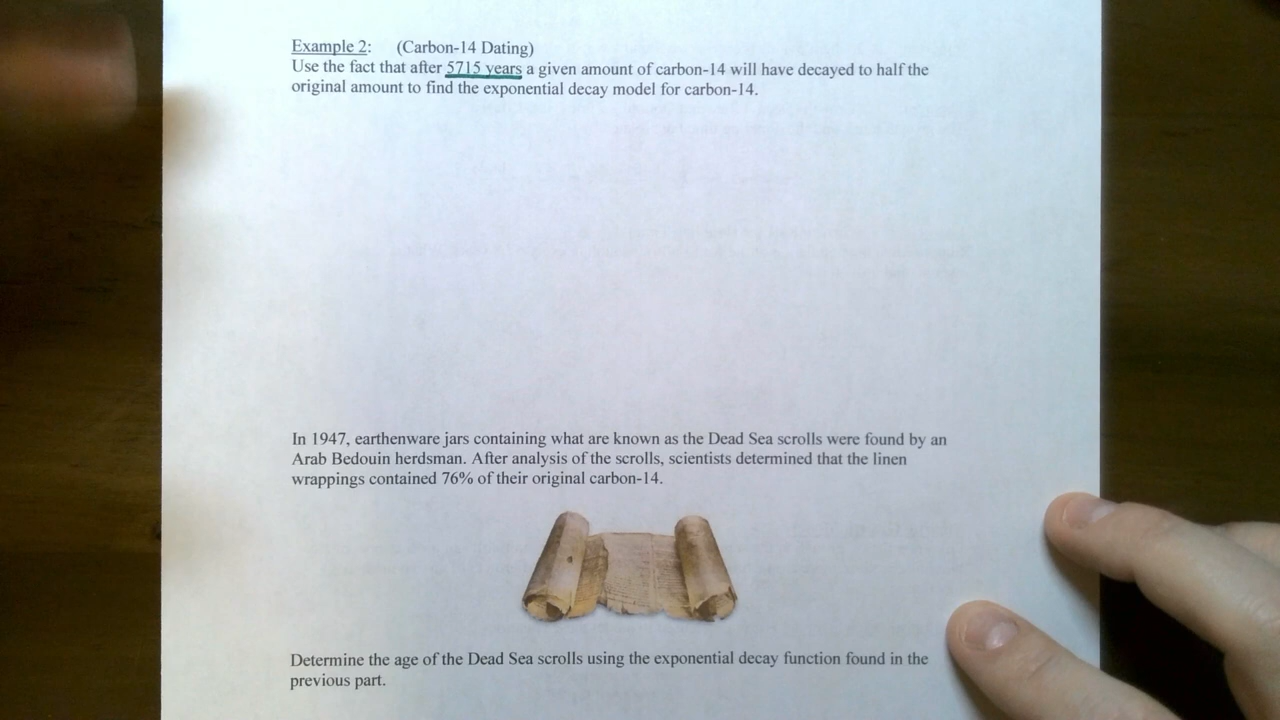 Example 2: (Carbon-14 Dating)
Use the fact that after 5715 years a given amount of carbon-14 will have decayed to half the
original amount to find the exponential decay model for carbon-14.
In 1947, earthenware jars containing what are known as the Dead Sea scrolls were found by an
Arab Bedouin herdsman. After analysis of the scrolls, scientists determined that the linen
wrappings contained 76% of their original carbon-14.
Determine the age of the Dead Sea scrolls using the exponential decay function found in the
previous part.